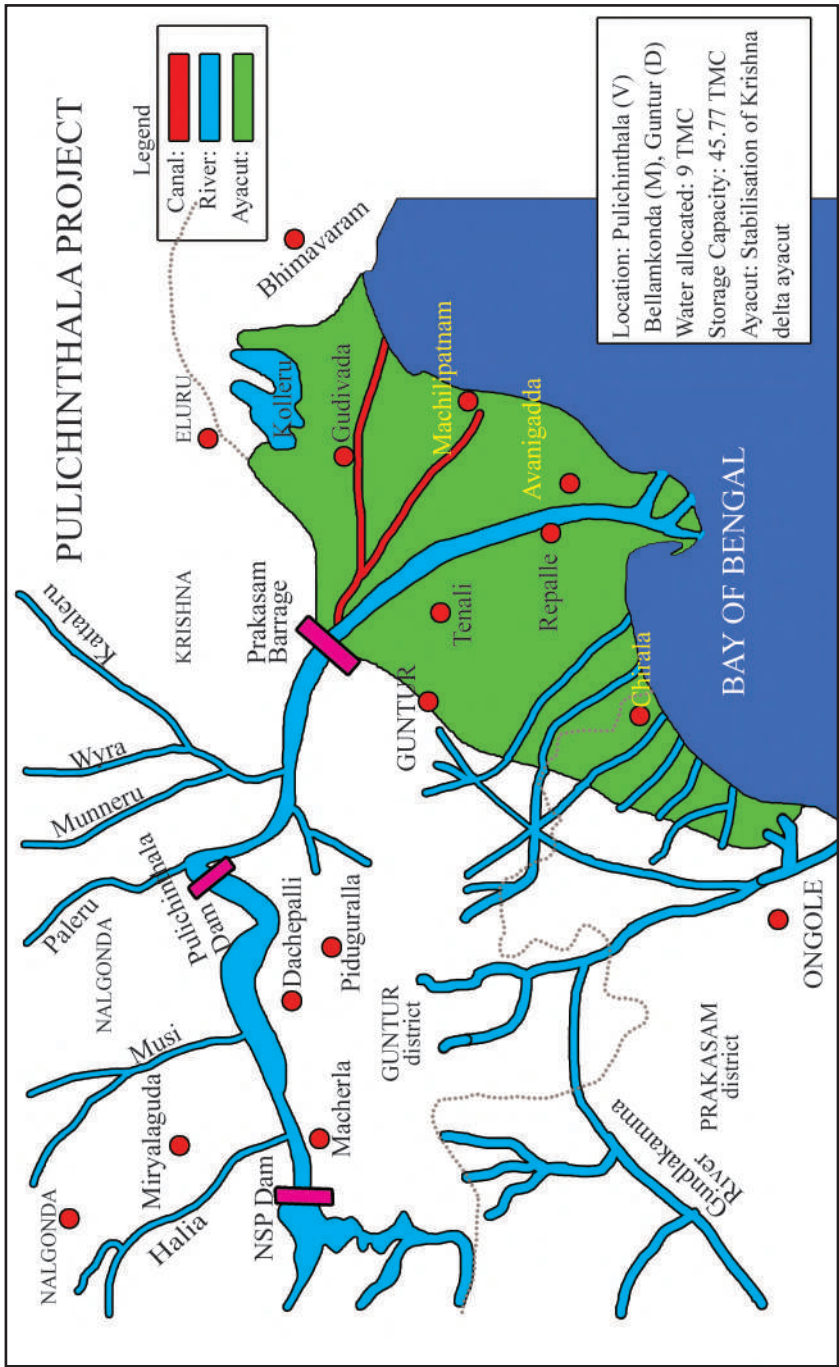 PULICHINTHALA PROJECT
Legend
Canal:
River:
Ayacut:
NALGONDA
Halia
Miryalaguda
Musi
NALGONDA
Paleru
Munneru
Wyra
Kattaleru
KRISHNA
ELURU
Bhimavaram
NSP Dam
Macherla
Dachepalli
Piduguralla
Pulichinthala
Dam
Prakasam
Barrage
Kolleru
Gudivada
Machilipatnam
Avanigadda
GUNTUR
district
GUNTUR
Tenali
Repalle
Chirala
Gundlakamma
River
PRAKASAM
district
ONGOLE
BAY OF BENGAL
Location: Pulichinthala (V)
Bellamkonda (M), Guntur (D)
Water allocated: 9 TMC
Storage Capacity: 45.77 TMC
Ayacut: Stabilisation of Krishna
delta ayacut